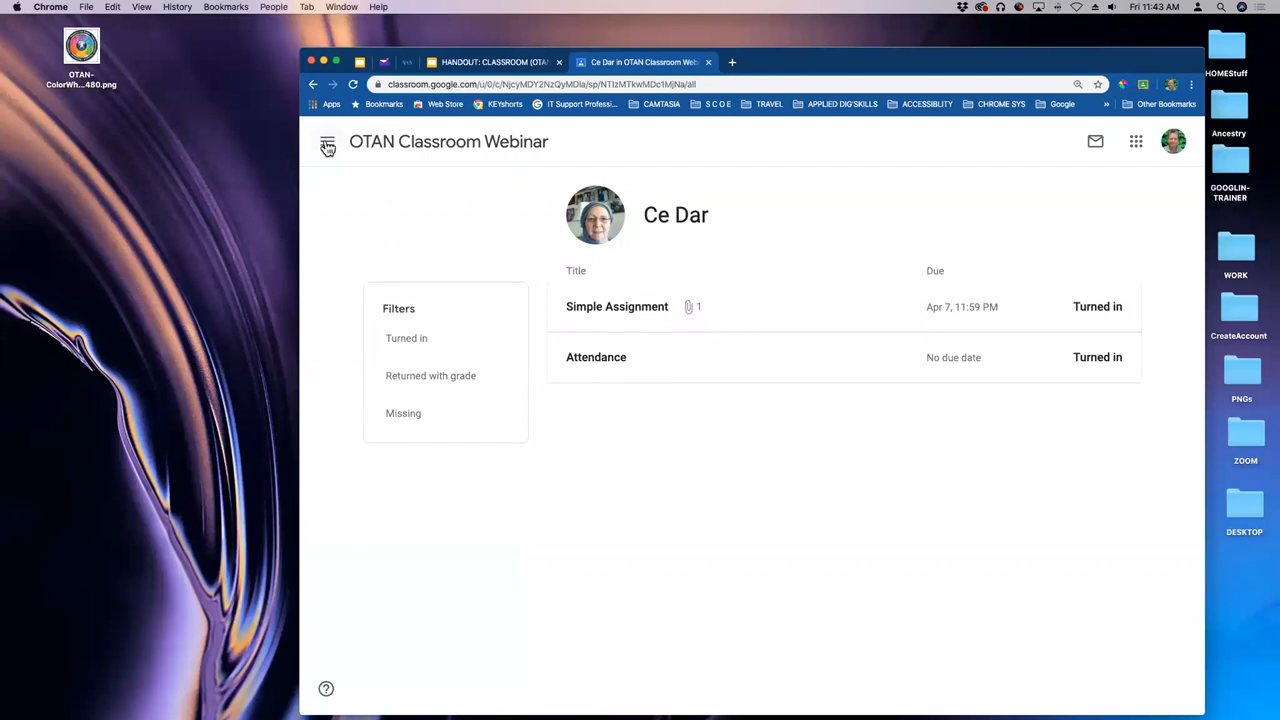 Chrome File Edit View History Bookmarks People Tab Window Help Fri 11:43 AM
OTAN-
ColorWh...480.png
HANDOUT: CLASSROOM (OTAN
Ce Dar in OTAN Classroom Web
classroom.google.com/u/0/c/NjcyMDY2NzQyMDla/sp/NTIzMTkwMDc1MjNa/all
Apps Bookmarks Web Store KEYshorts IT Support Professi... CAMTASIA S C O E TRAVEL APPLIED DIG'SKILLS ACCESSIBLITY CHROME SYS Google » Other Bookmarks
OTAN Classroom Webinar
Ce Dar
Title Due
Filters
Turned in
Returned with grade
Missing
Simple Assignment 1 Apr 7, 11:59 PM Turned in
Attendance No due date Turned in
HOMEStuff
Ancestry
GOOGLIN-
TRAINER
WORK
CreateAccount
PNGs
ZOOM
DESKTOP